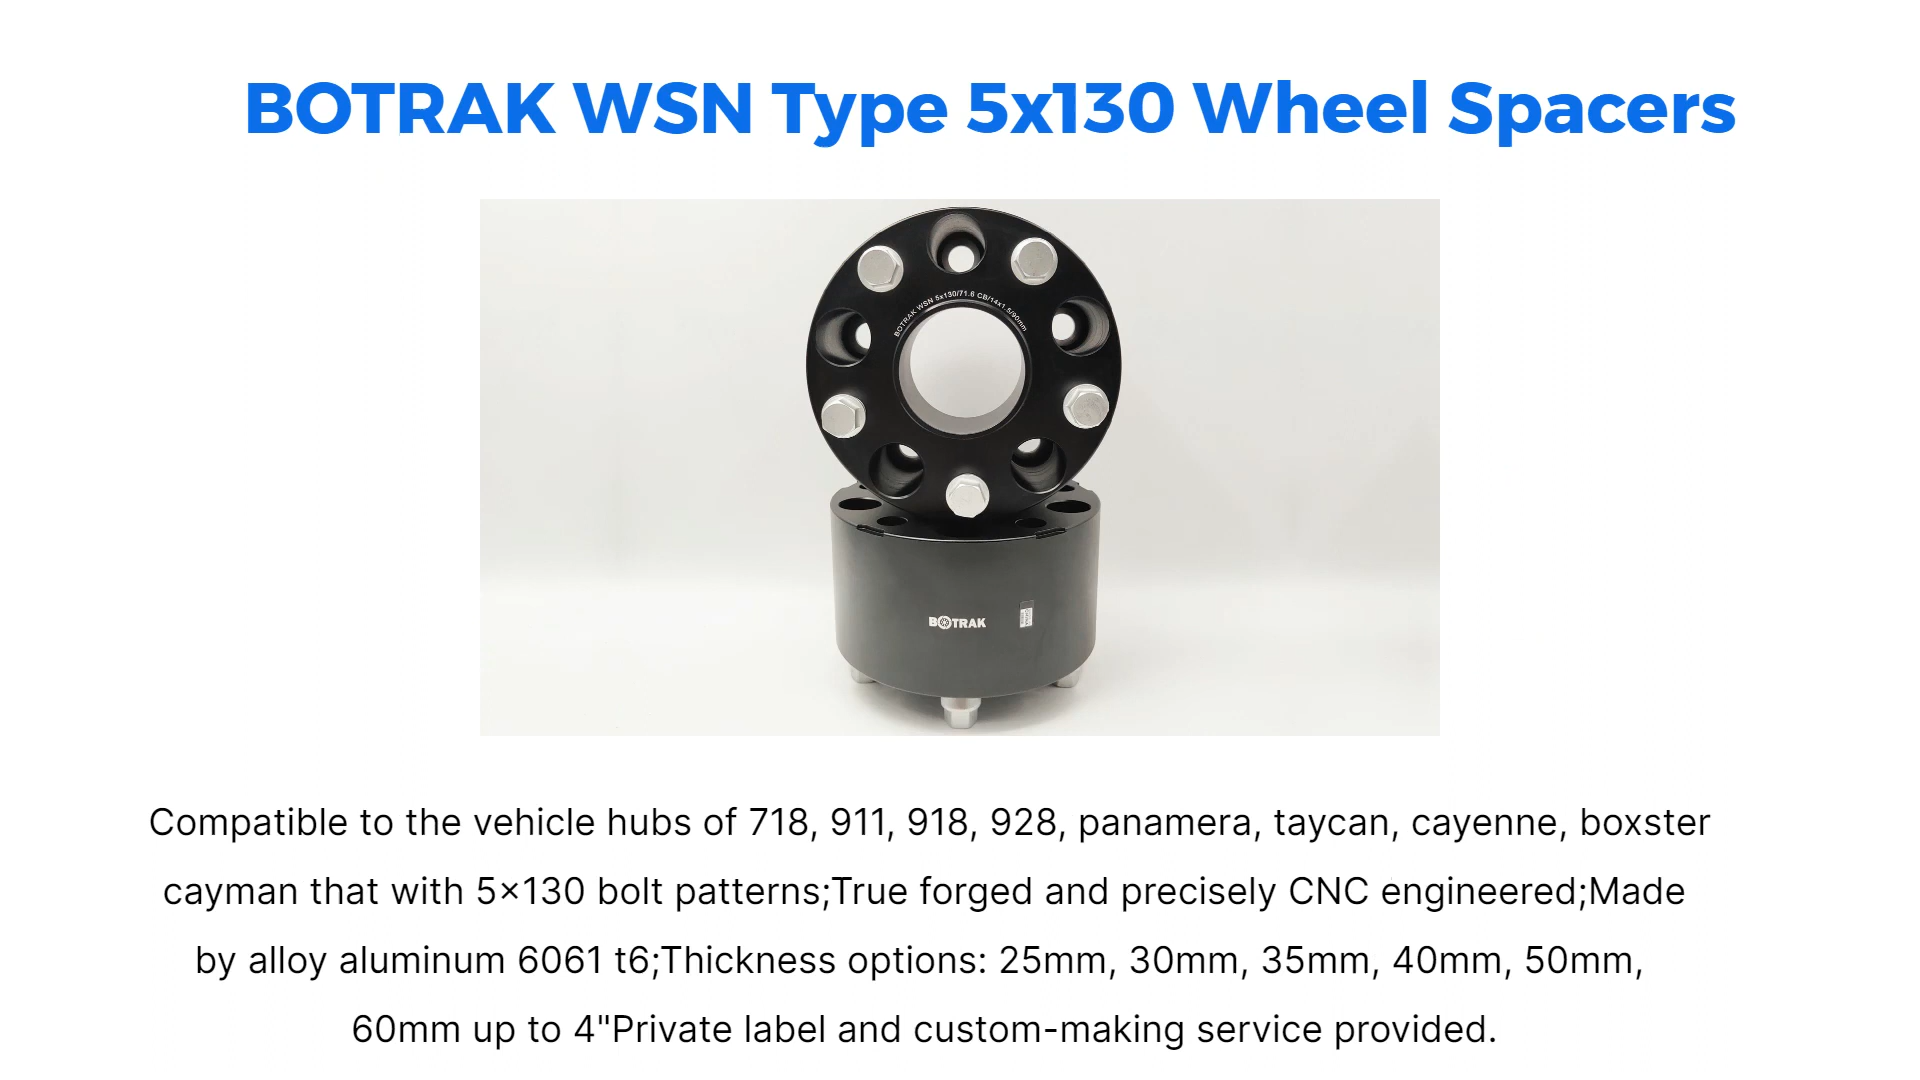 BOTRAK WSN Type 5x130 Wheel Spacers
BOTRAK WSN 5x130/71.6 CB/14x1.5/90mm
BOTRAK
Compatible to the vehicle hubs of 718, 911, 918, 928, panamera, taycan, cayenne, boxster
cayman that with 5×130 bolt patterns;True forged and precisely CNC engineered;Made
by alloy aluminum 6061 t6;Thickness options: 25mm, 30mm, 35mm, 40mm, 50mm,
60mm up to 4"Private label and custom-making service provided.